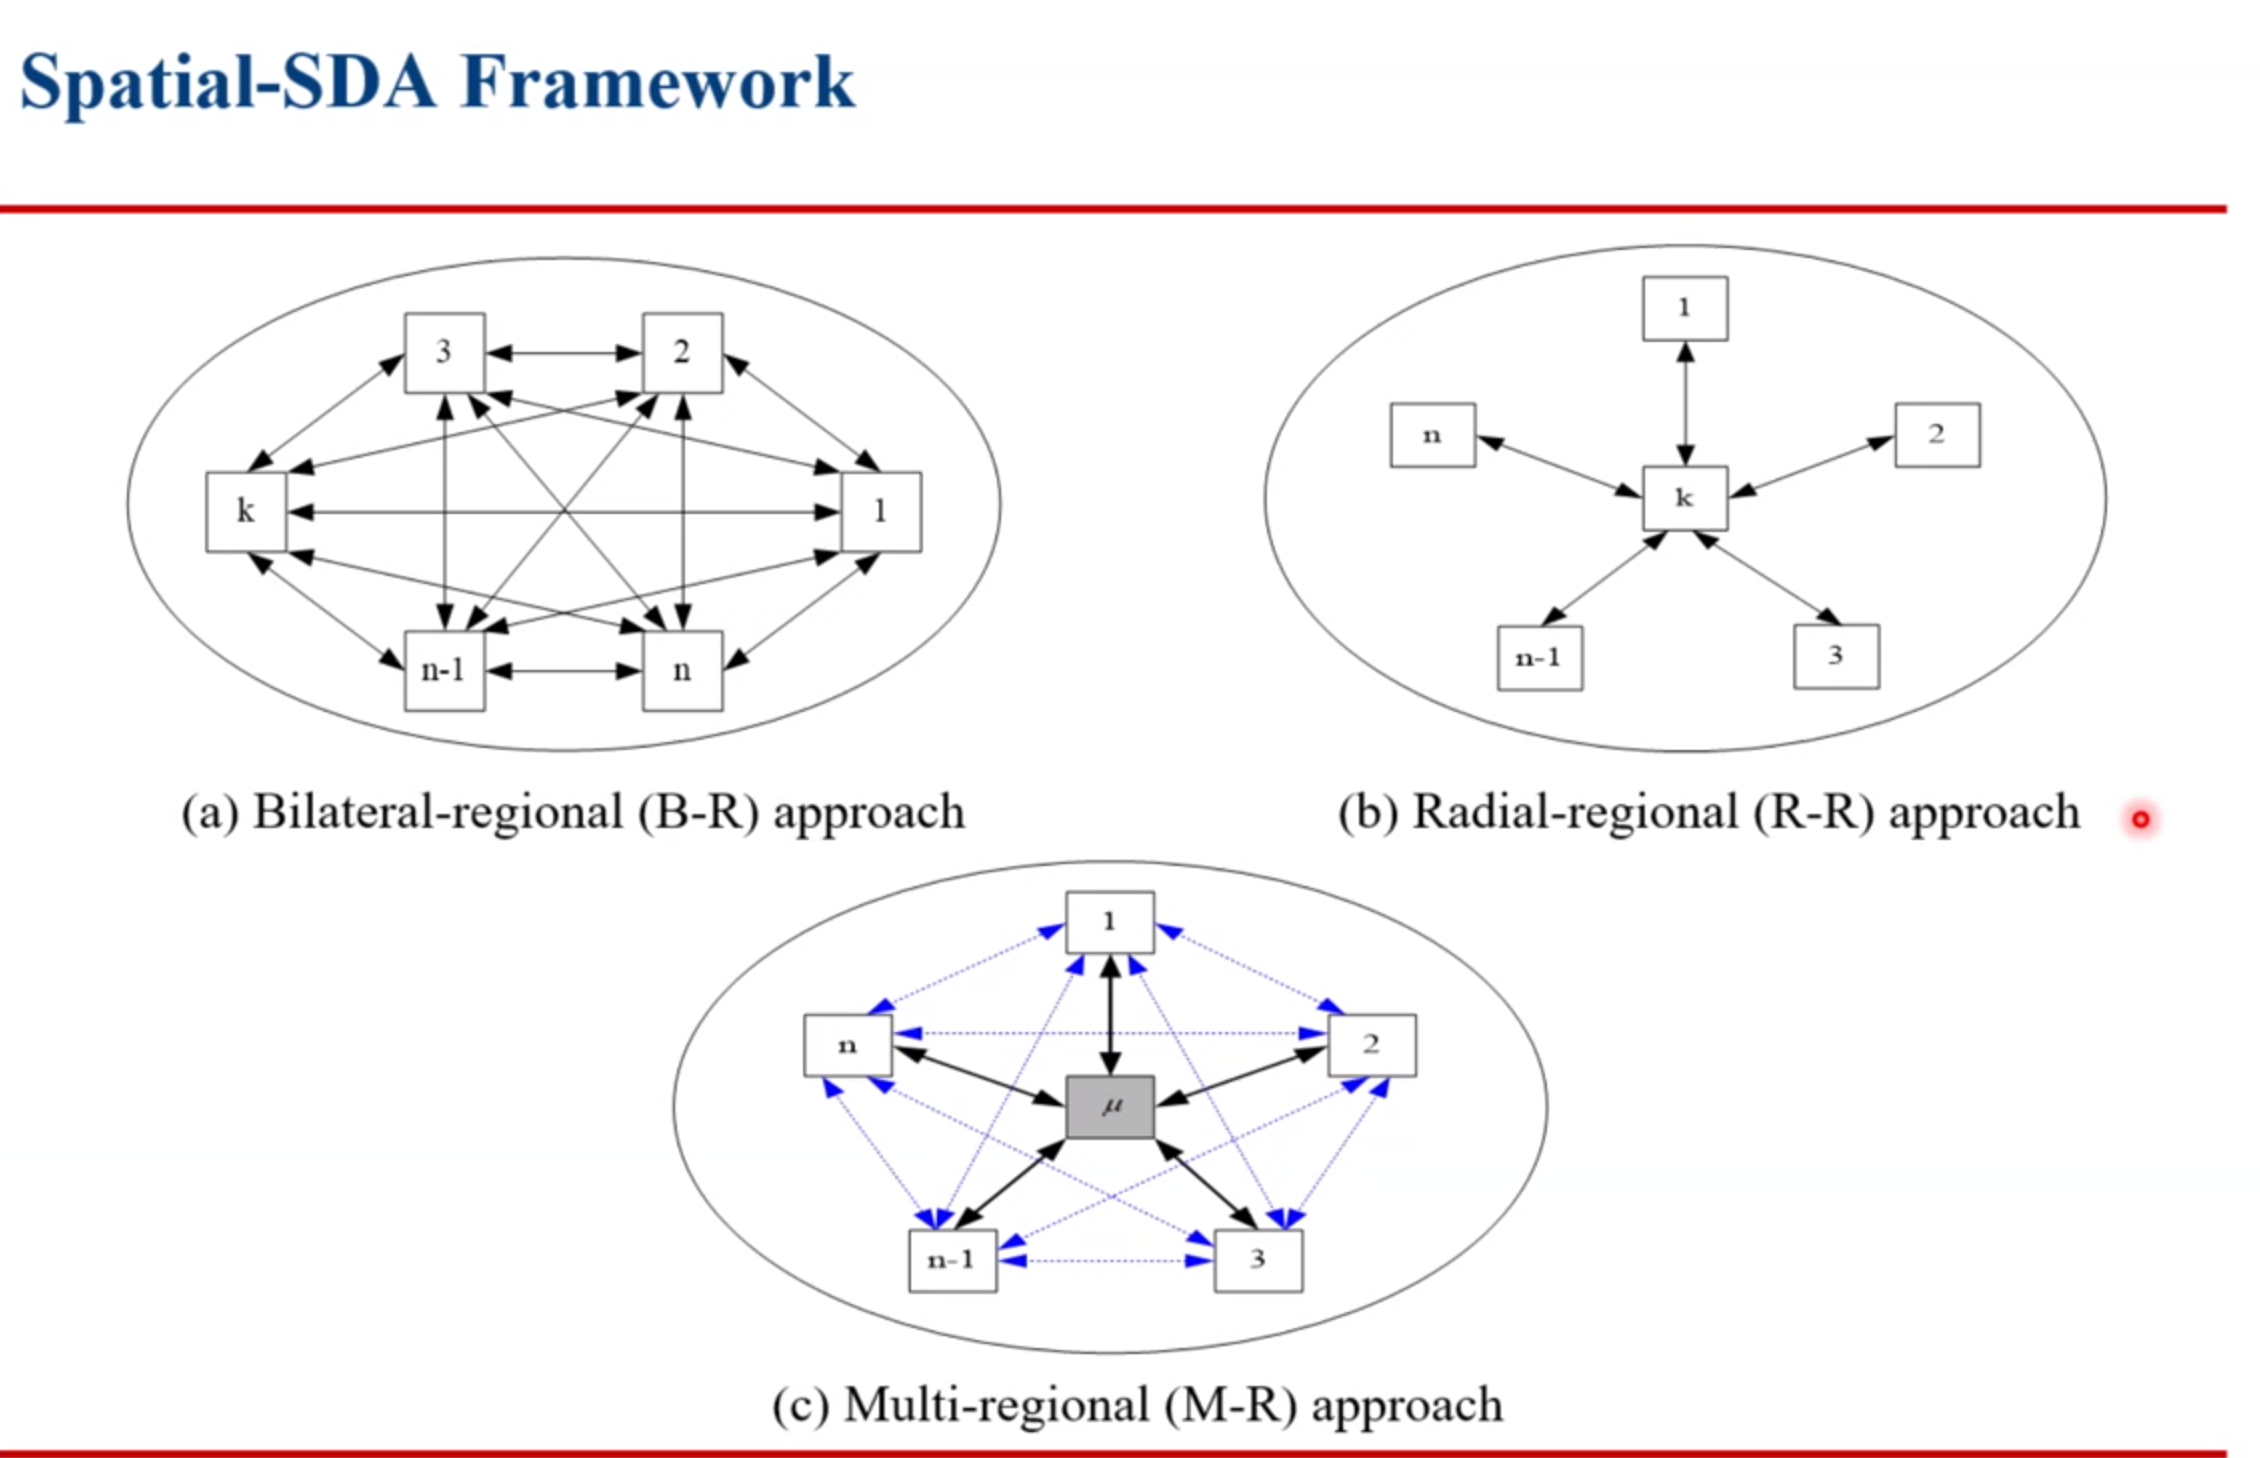 Spatial-SDA Framework
3
2
k
1
n-1
n
(a) Bilateral-regional (B-R) approach
1
n
2
k
n-1
3
(b) Radial-regional (R-R) approach
1
n
2
μ
n-1
3
(c) Multi-regional (M-R) approach